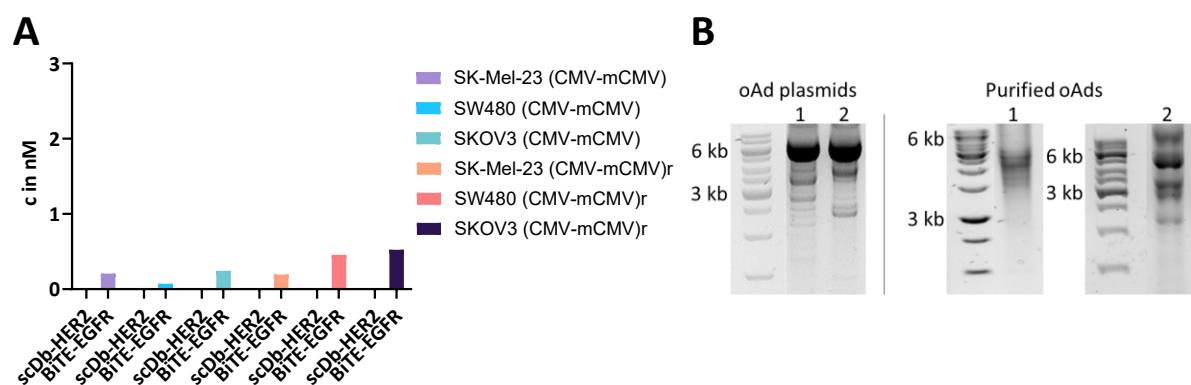 A
3
2
1
0
c in nM
scDb-HER2
BiTE-EGFR
scDb-HER2
BiTE-EGFR
scDb-HER2
BiTE-EGFR
scDb-HER2
BiTE-EGFR
scDb-HER2
BiTE-EGFR
scDb-HER2
BiTE-EGFR
SK-Mel-23 (CMV-mCMV)
SW480 (CMV-mCMV)
SKOV3 (CMV-mCMV)
SK-Mel-23 (CMV-mCMV)r
SW480 (CMV-mCMV)r
SKOV3 (CMV-mCMV)r
B
oAd plasmids
1 2
6 kb
3 kb
Purified oAds
1
6 kb
3 kb
2
6 kb
3 kb